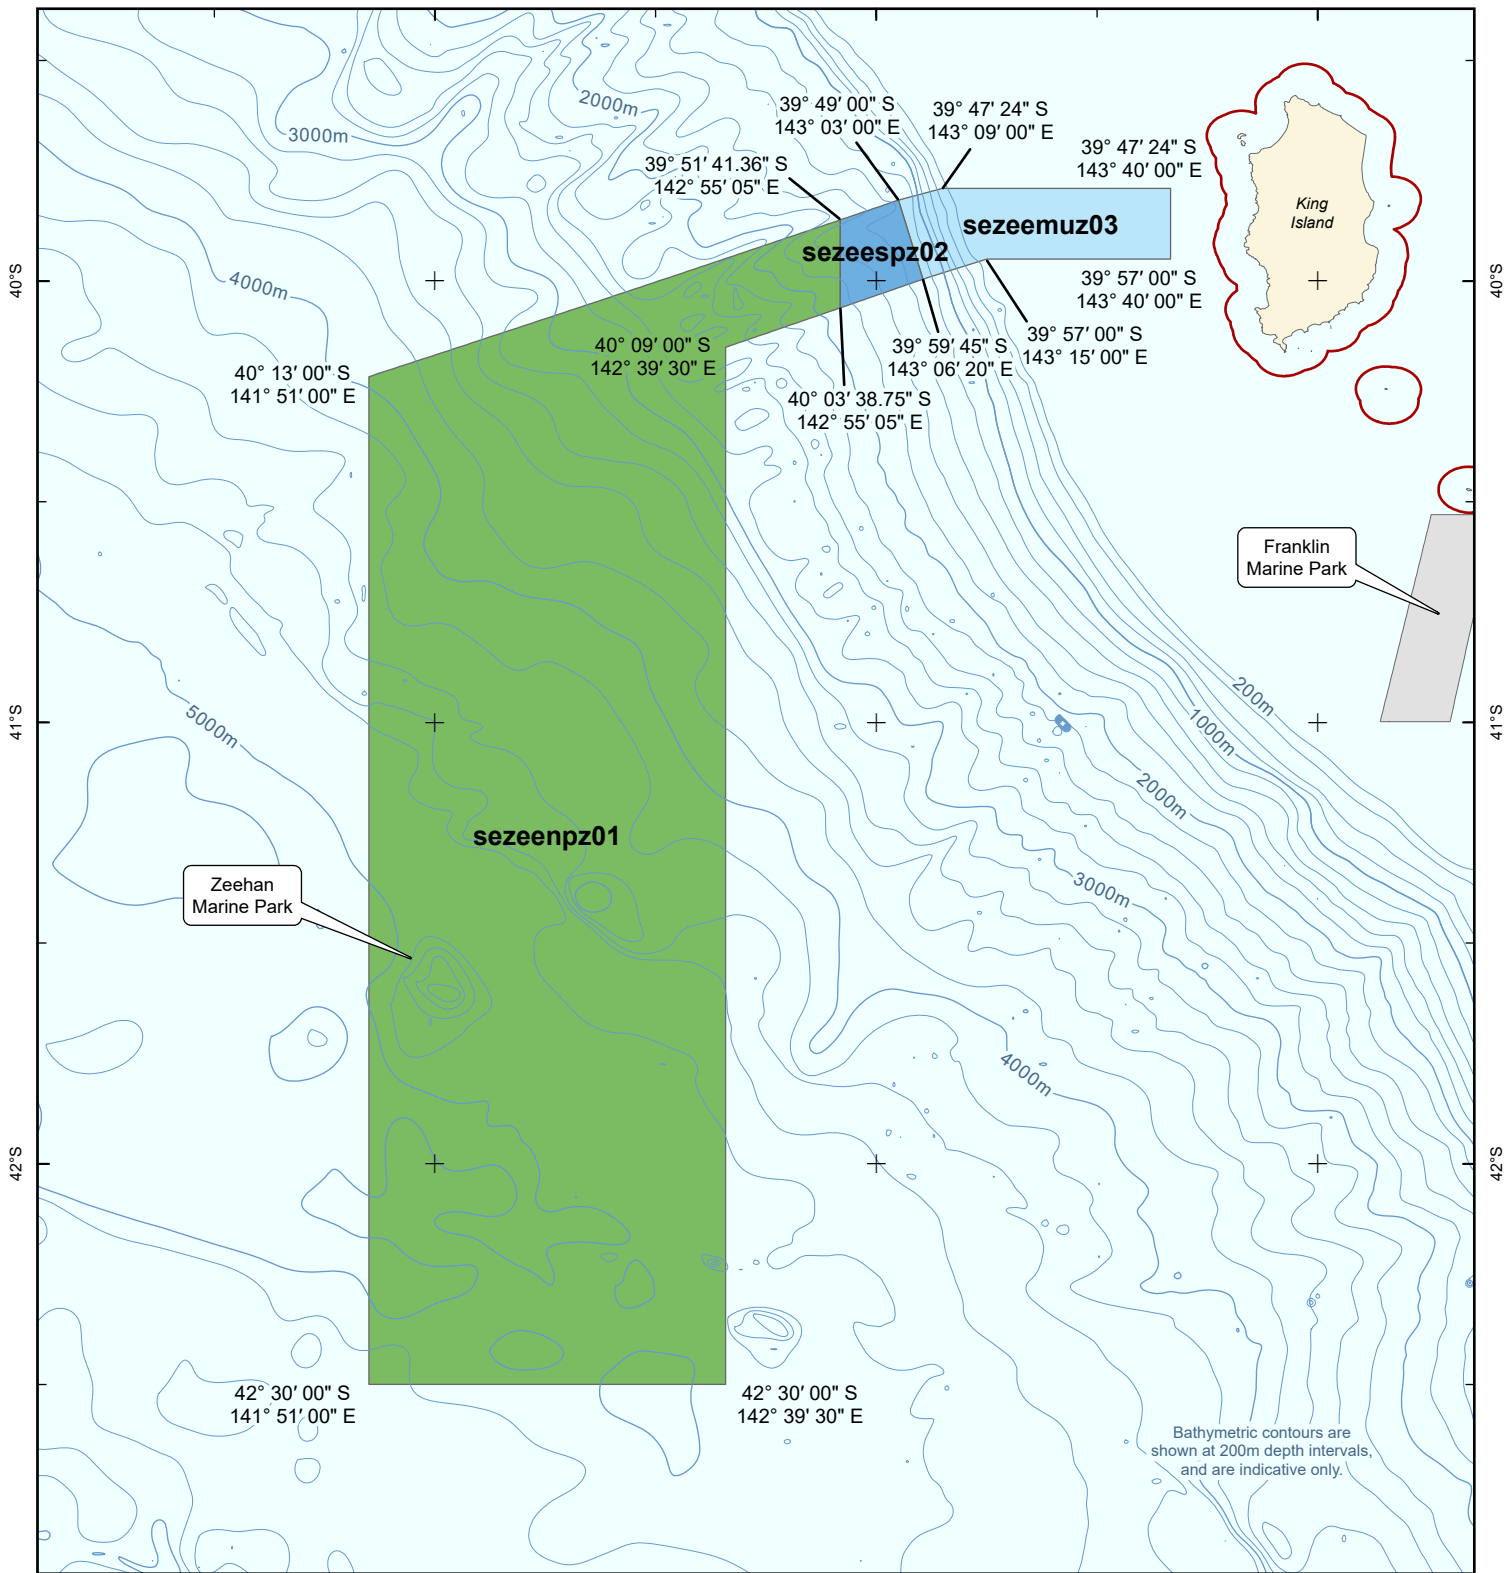 2000m
3000m
39° 49′ 00" S
143° 03′ 00" E
39° 47′ 24" S
143° 09′ 00" E
39° 47′ 24" S
143° 40′ 00" E
39° 51′ 41.36" S
142° 55′ 05" E
King
Island
sezeemuz03
sezeespz02
4000m
40°S
40°S
39° 57′ 00" S
143° 40′ 00" E
39° 57′ 00" S
143° 15′ 00" E
39° 59′ 45" S
143° 06′ 20" E
40° 09′ 00" S
142° 39′ 30" E
40° 13′ 00" S
141° 51′ 00" E
40° 03′ 38.75" S
142° 55′ 05" E
Franklin
Marine Park
200m
1000m
2000m
5000m
41°S
41°S
sezeenpz01
Zeehan
Marine Park
3000m
4000m
42°S
42°S
42° 30′ 00" S
141° 51′ 00" E
42° 30′ 00" S
142° 39′ 30" E
Bathymetric contours are
shown at 200m depth intervals,
and are indicative only.